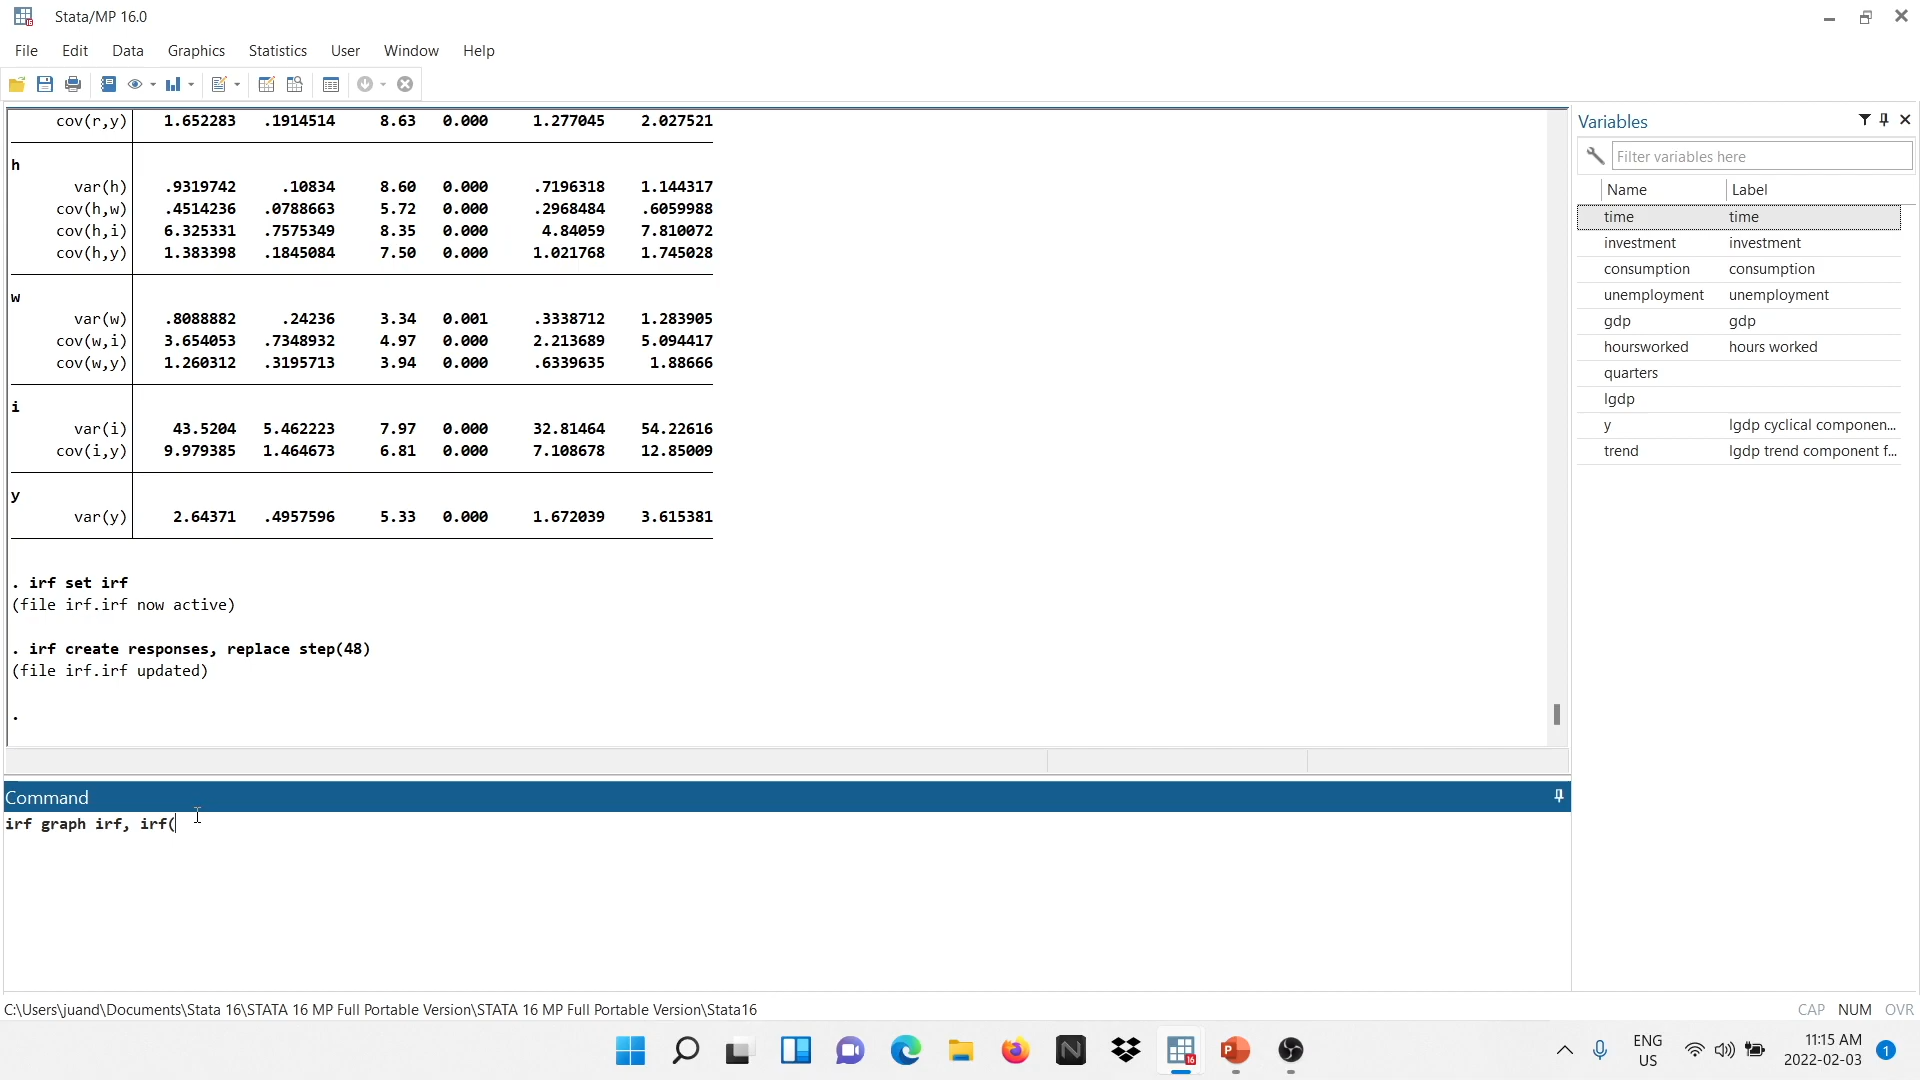 Stata/MP 16.0
File Edit Data Graphics Statistics User Window Help
cov(r,y) 1.652283 .1914514 8.63 0.000 1.277045 2.027521
h
var(h) .9319742 .10834 8.60 0.000 .7196318 1.144317
cov(h,w) .4514236 .0788663 5.72 0.000 .2968484 .6059988
cov(h,i) 6.325331 .7575349 8.35 0.000 4.84059 7.810072
cov(h,y) 1.383398 .1845084 7.50 0.000 1.021768 1.745028
w
var(w) .8088882 .24236 3.34 0.001 .3338712 1.283905
cov(w,i) 3.654053 .7348932 4.97 0.000 2.213689 5.094417
cov(w,y) 1.260312 .3195713 3.94 0.000 .6339635 1.88666
i
var(i) 43.5204 5.462223 7.97 0.000 32.81464 54.22616
cov(i,y) 9.979385 1.464673 6.81 0.000 7.108678 12.85009
y
var(y) 2.64371 .4957596 5.33 0.000 1.672039 3.615381
. irf set irf
(file irf.irf now active)
. irf create responses, replace step(48)
(file irf.irf updated)
.
Variables
Filter variables here
Name Label
time time
investment investment
consumption consumption
unemployment unemployment
gdp gdp
hoursworked hours worked
quarters
lgdp
y lgdp cyclical componen...
trend lgdp trend component f...
Command
irf graph irf, irf(
C:\Users\juand\Documents\Stata 16\STATA 16 MP Full Portable Version\STATA 16 MP Full Portable Version\Stata16
CAP NUM OVR
ENG
US
11:15 AM
2022-02-03
1